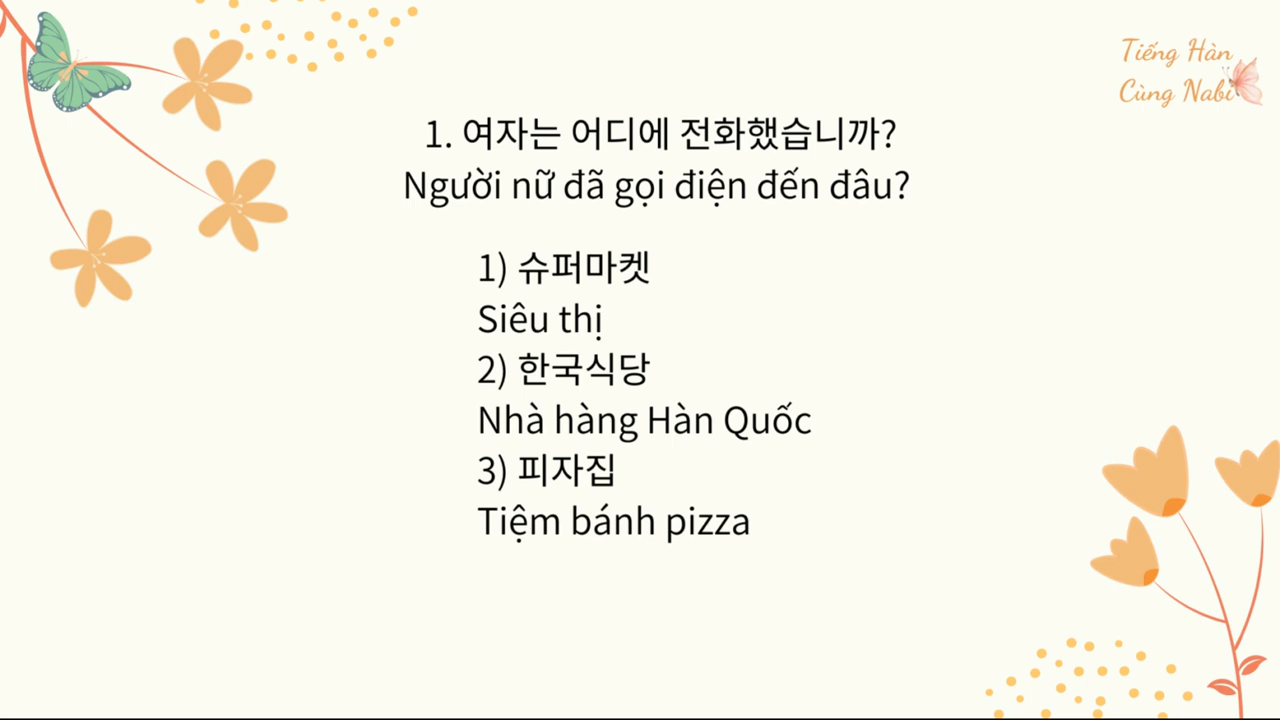 Tiếng Hàn
Cùng Nabi
1. 여자는 어디에 전화했습니까?
Người nữ đã gọi điện đến đâu?
1) 슈퍼마켓
Siêu thị
2) 한국식당
Nhà hàng Hàn Quốc
3) 피자집
Tiệm bánh pizza